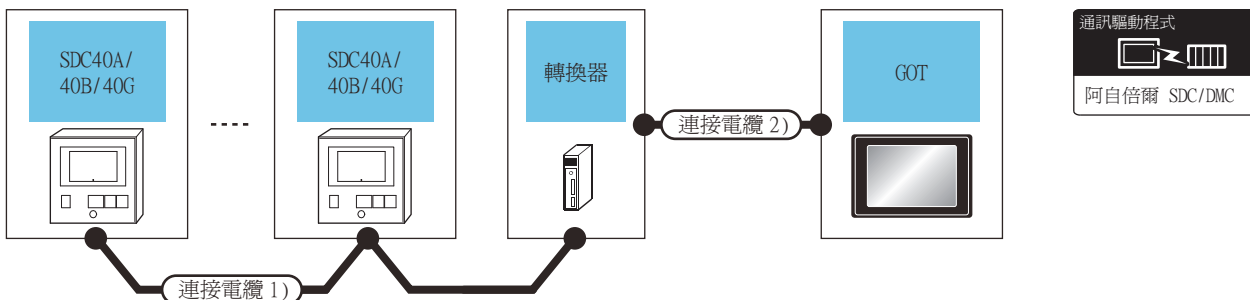 SDC40A/
40B/40G
SDC40A/
40B/40G
轉換器
GOT
連接電纜 1)
連接電纜 2)
通訊驅動程式
阿自倍爾 SDC/DMC